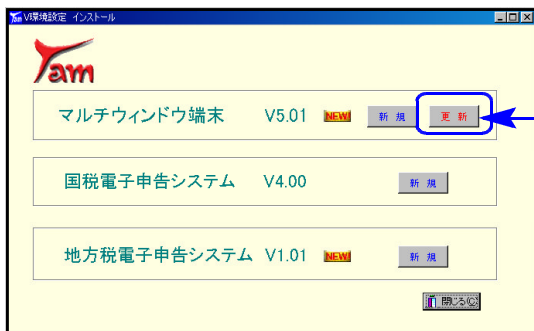 Tam V環境設定 インストール
Tam
マルチウィンドウ端末 V5.01 NEW! 新規 更新
国税電子申告システム V4.00 新規
地方税電子申告システム V1.01 NEW! 新規
閉じる(C)